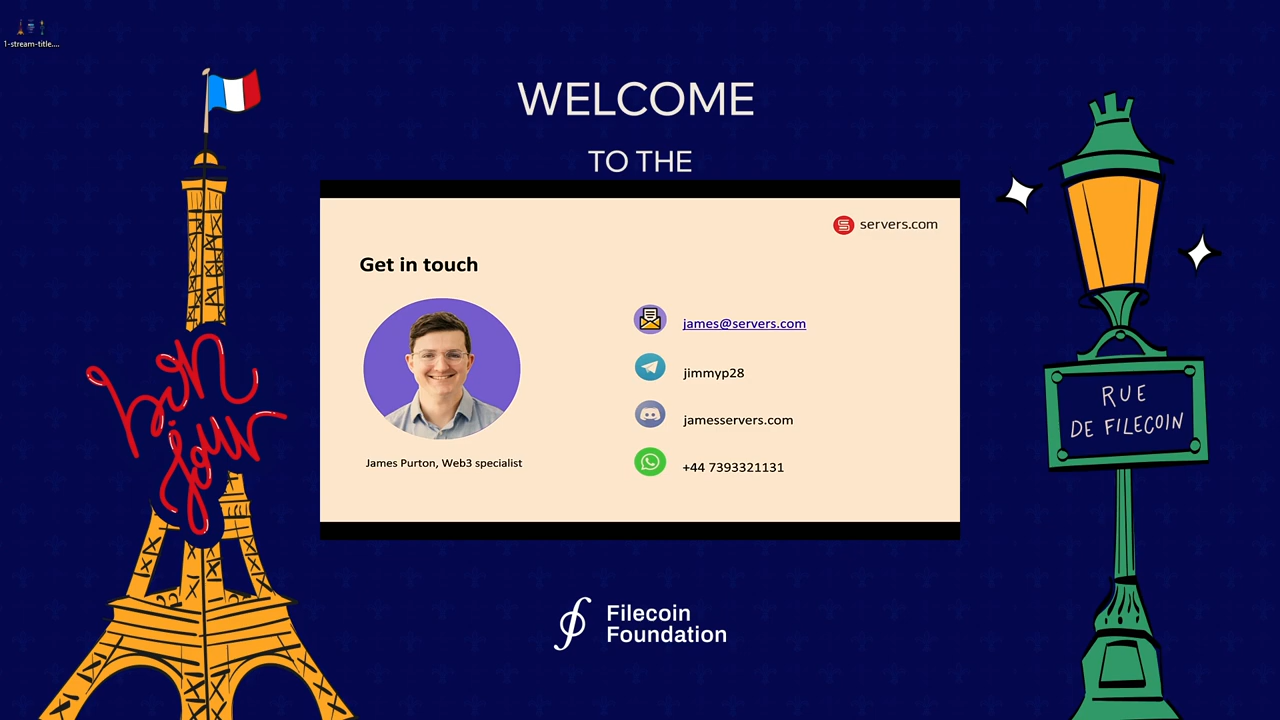 1-stream-title....
WELCOME
TO THE
servers.com
Get in touch
james@servers.com
jimmyp28
jamesservers.com
+44 7393321131
James Purton, Web3 specialist
bon
jour
RUE
DE FILECOIN
Filecoin
Foundation